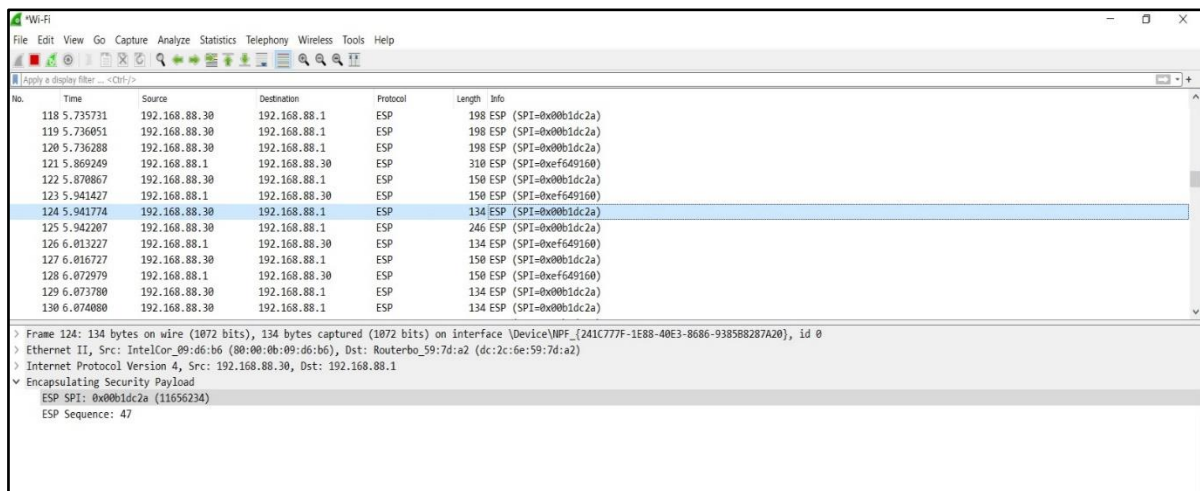 *Wi-Fi
File Edit View Go Capture Analyze Statistics Telephony Wireless Tools Help
Apply a display filter ... <Ctrl-/>
No. Time Source Destination Protocol Length Info
118 5.735731 192.168.88.30 192.168.88.1 ESP 198 ESP (SPI=0x00b1dc2a)
119 5.736051 192.168.88.30 192.168.88.1 ESP 198 ESP (SPI=0x00b1dc2a)
120 5.736288 192.168.88.30 192.168.88.1 ESP 198 ESP (SPI=0x00b1dc2a)
121 5.869249 192.168.88.1 192.168.88.30 ESP 310 ESP (SPI=0xef649160)
122 5.870867 192.168.88.30 192.168.88.1 ESP 150 ESP (SPI=0x00b1dc2a)
123 5.941427 192.168.88.1 192.168.88.30 ESP 150 ESP (SPI=0xef649160)
124 5.941774 192.168.88.30 192.168.88.1 ESP 134 ESP (SPI=0x00b1dc2a)
125 5.942207 192.168.88.30 192.168.88.1 ESP 246 ESP (SPI=0x00b1dc2a)
126 6.013227 192.168.88.1 192.168.88.30 ESP 134 ESP (SPI=0xef649160)
127 6.016727 192.168.88.30 192.168.88.1 ESP 150 ESP (SPI=0x00b1dc2a)
128 6.072979 192.168.88.1 192.168.88.30 ESP 150 ESP (SPI=0xef649160)
129 6.073780 192.168.88.30 192.168.88.1 ESP 134 ESP (SPI=0x00b1dc2a)
130 6.074080 192.168.88.30 192.168.88.1 ESP 134 ESP (SPI=0x00b1dc2a)
> Frame 124: 134 bytes on wire (1072 bits), 134 bytes captured (1072 bits) on interface \Device\NPF_{241C777F-1E88-40E3-8686-9385B8287A20}, id 0
> Ethernet II, Src: IntelCor_09:d6:b6 (80:00:0b:09:d6:b6), Dst: Routerbo_59:7d:a2 (dc:2c:6e:59:7d:a2)
> Internet Protocol Version 4, Src: 192.168.88.30, Dst: 192.168.88.1
Encapsulating Security Payload
ESP SPI: 0x00b1dc2a (11656234)
ESP Sequence: 47